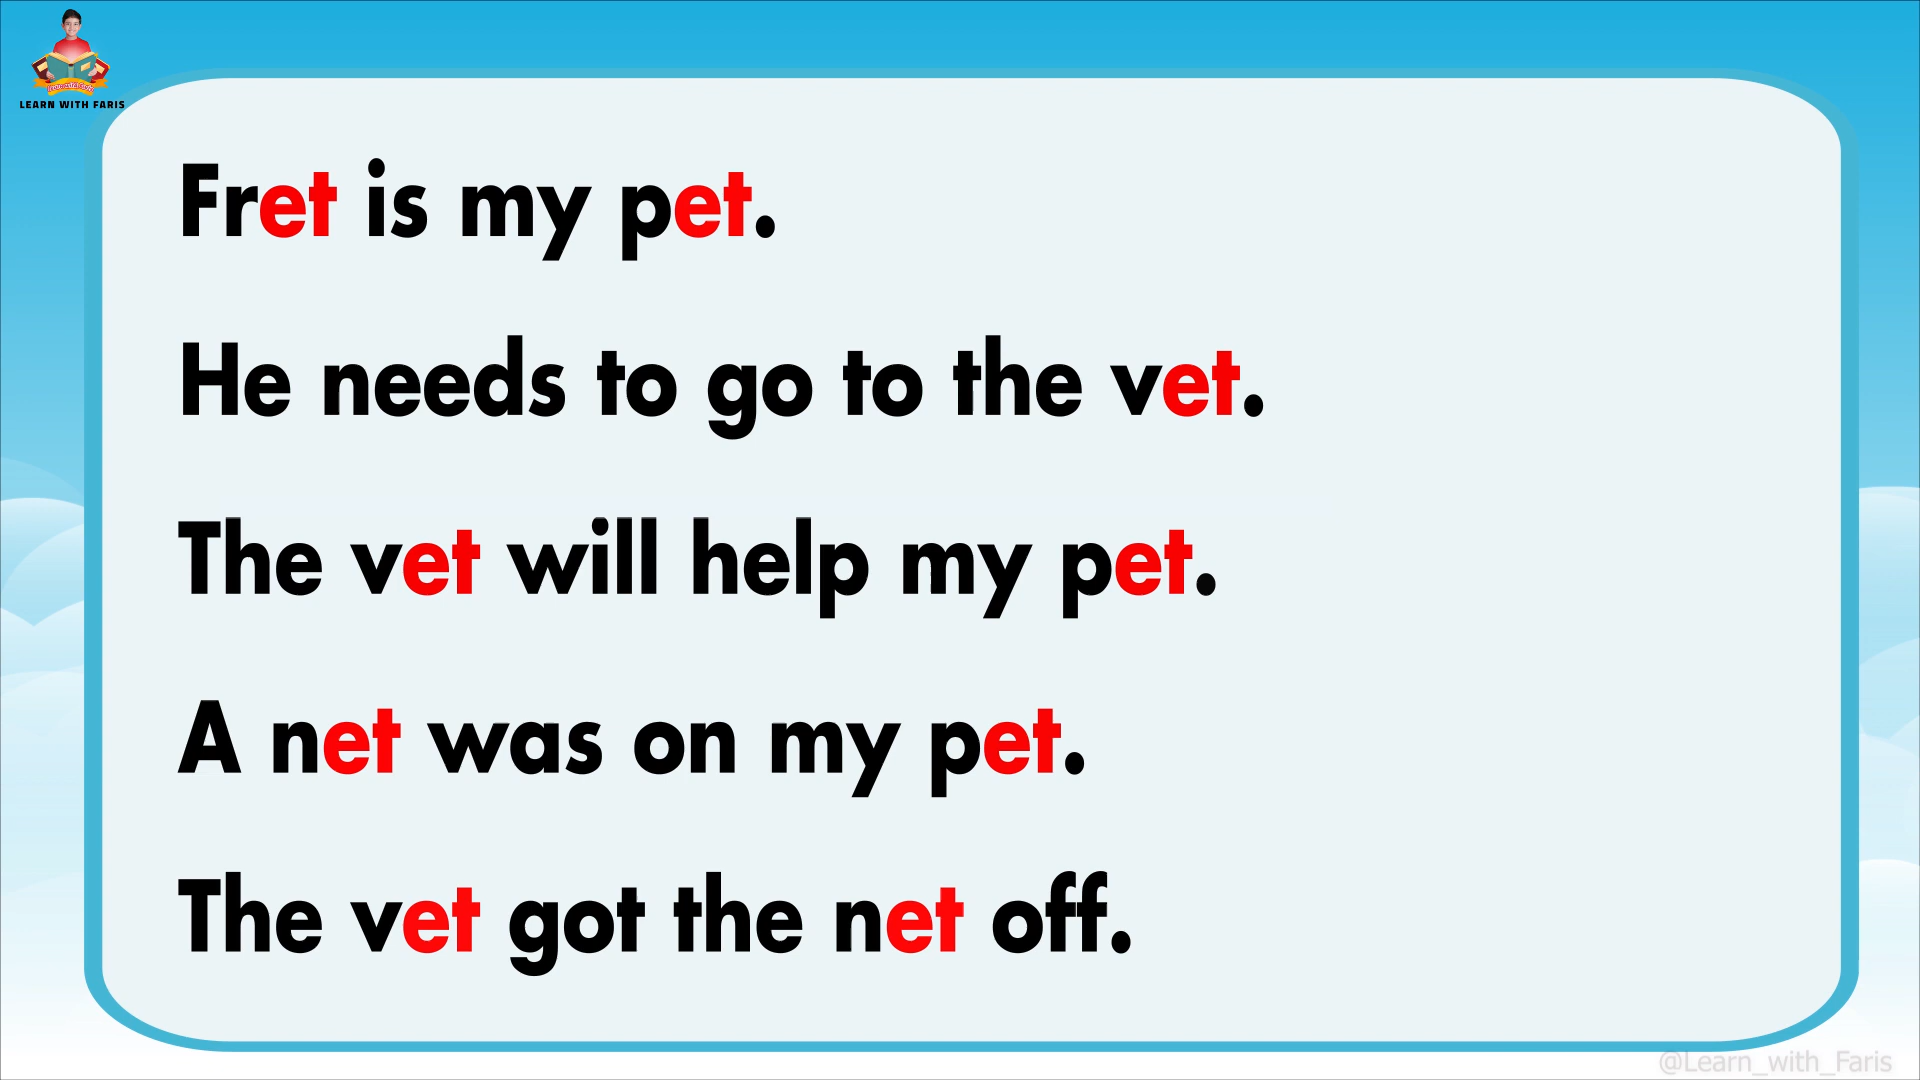 LEARN WITH FARIS
Fret is my pet.
He needs to go to the vet.
The vet will help my pet.
A net was on my pet.
The vet got the net off.
@Learn_with_Faris